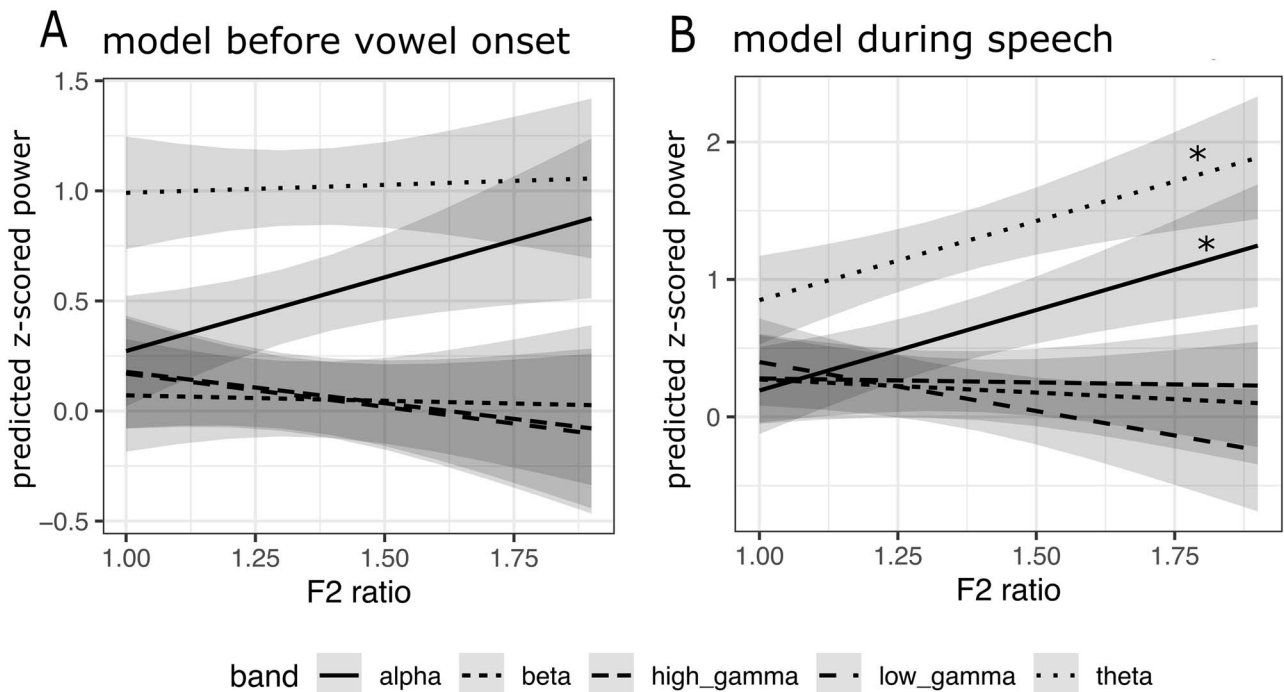 A model before vowel onset
predicted z-scored power
1.5
1.0
0.5
0.0
−0.5
1.00 1.25 1.50 1.75
F2 ratio
B model during speech
predicted z-scored power
2
1
0
*
*
1.00 1.25 1.50 1.75
F2 ratio
band alpha beta high_gamma low_gamma theta